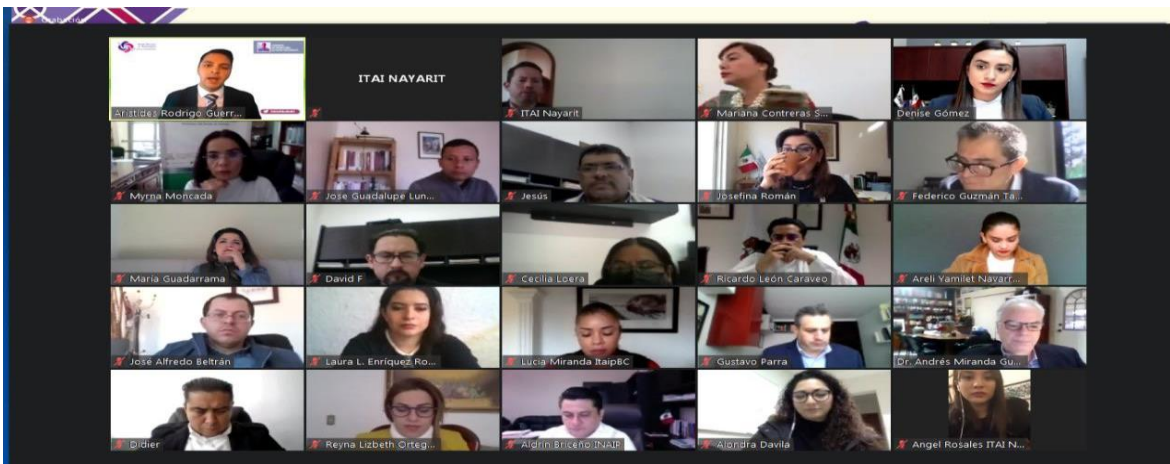 Grabación
Arístides Rodrigo Guerr...
ITAI NAYARIT
ITAI Nayarit
Mariana Contreras S...
Denise Gómez
Myrna Moncada
Jose Guadalupe Lun...
Jesús
Josefina Román
Federico Guzmán Ta...
María Guadarrama
David F
Cecilia Loera
Ricardo León Caraveo
Areli Yamilet Navarr...
Jose Alfredo Beltrán
Laura L. Enríquez Ro...
Lucia Miranda ItaipBC
Gustavo Parra
Dr. Andrés Miranda Gu...
Didier
Reyna Lizbeth Orteg...
Aldrin Briceño INAIP
Alondra Davila
Angel Rosales ITAI N...